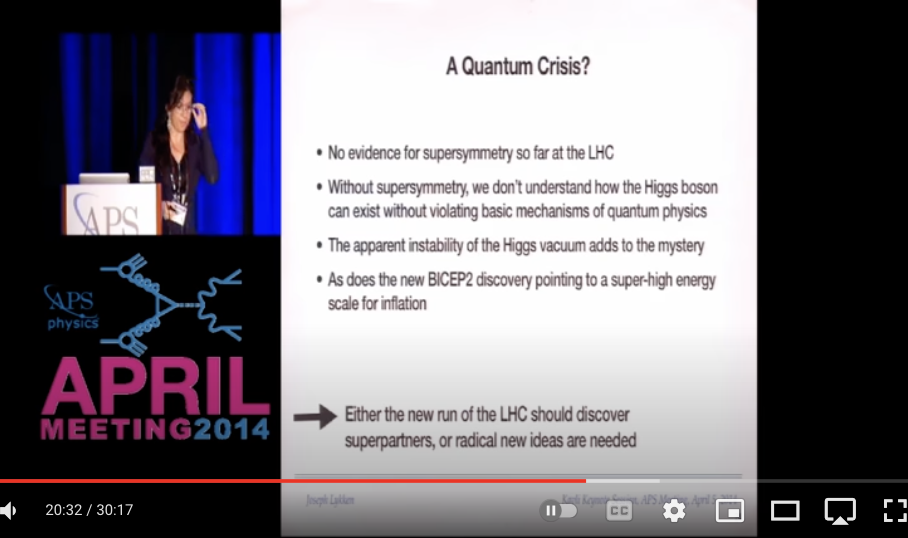 A Quantum Crisis?
• No evidence for supersymmetry so far at the LHC
• Without supersymmetry, we don't understand how the Higgs boson
can exist without violating basic mechanisms of quantum physics
• The apparent instability of the Higgs vacuum adds to the mystery
• As does the new BICEP2 discovery pointing to a super-high energy
scale for inflation
Either the new run of the LHC should discover
superpartners, or radical new ideas are needed
APS
APS
physics
APRIL
MEETING2014
Joseph Lykken
Kavli Keynote Session, APS Meeting, April
20:32 / 30:17
CC